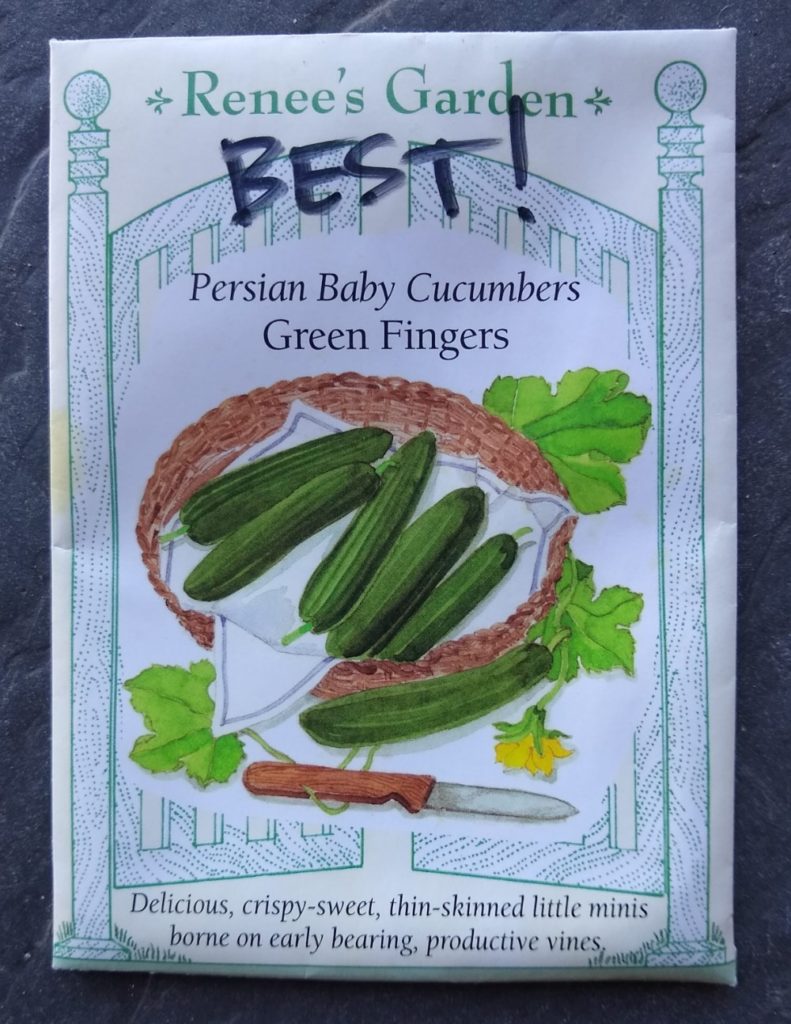 Renee's Garden
BEST!
Persian Baby Cucumbers
Green Fingers
Delicious, crispy-sweet, thin-skinned little minis
borne on early bearing, productive vines.